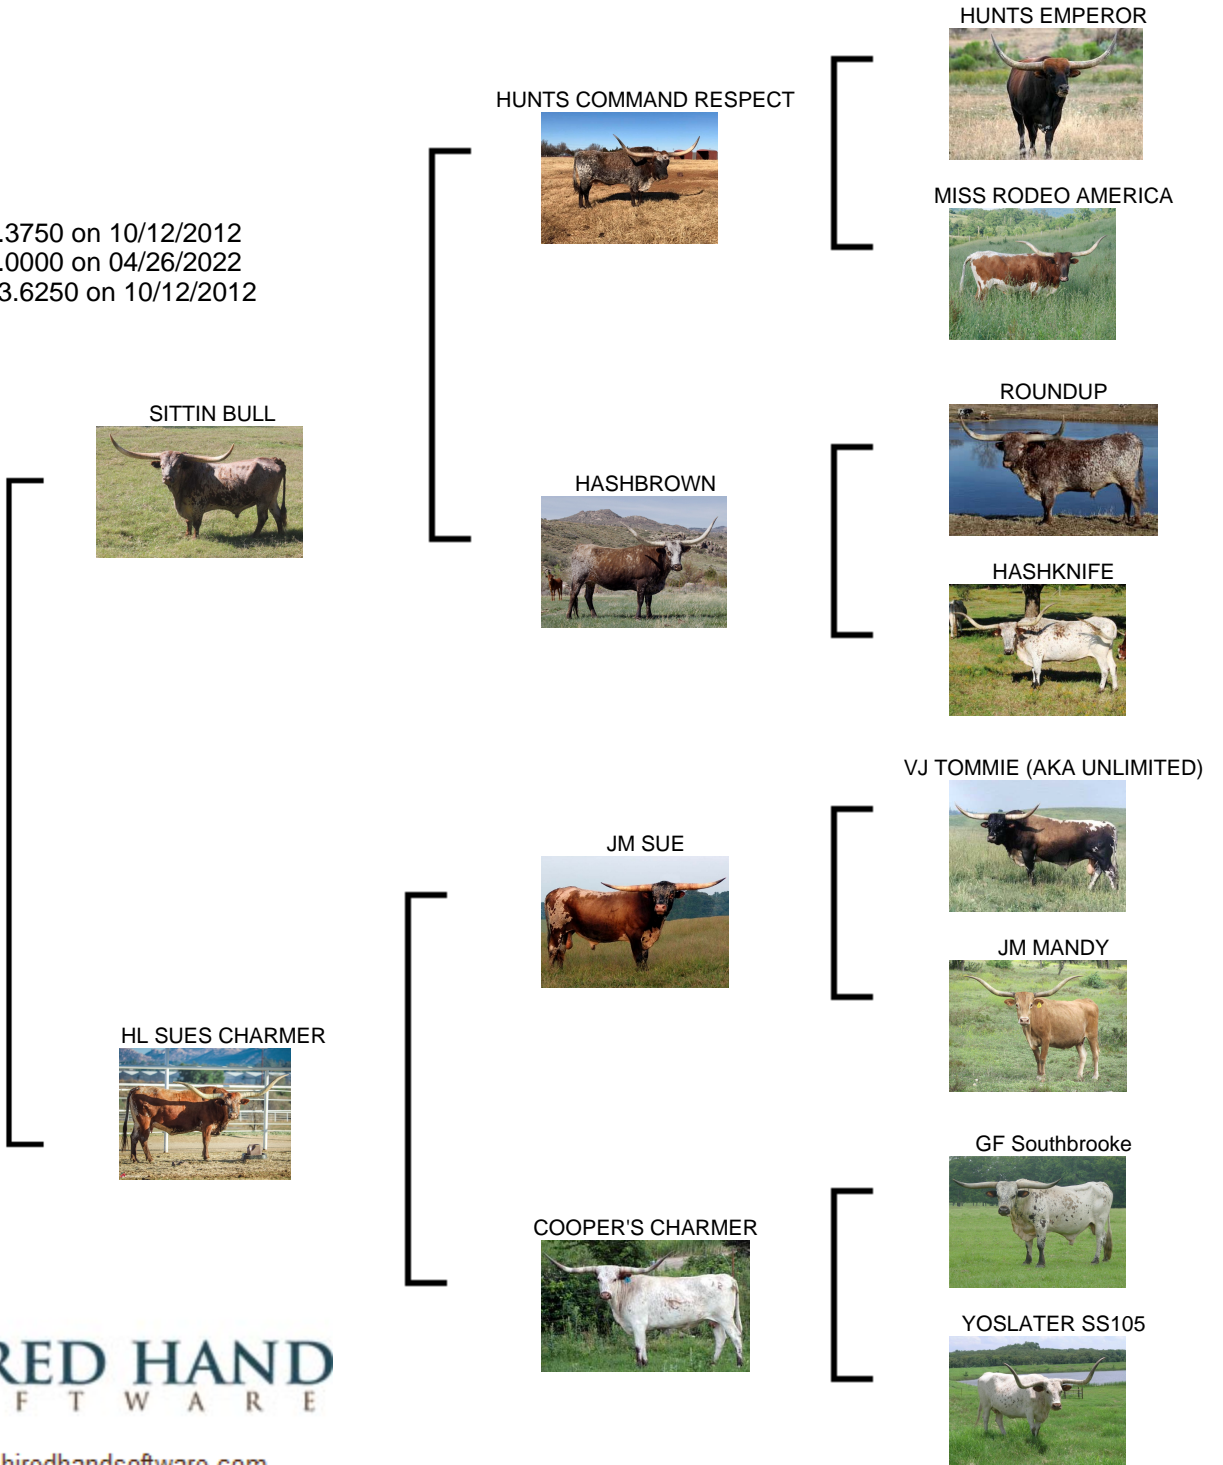 HUNTS EMPEROR
HUNTS COMMAND RESPECT
MISS RODEO AMERICA
.3750 on 10/12/2012
.0000 on 04/26/2022
3.6250 on 10/12/2012
ROUNDUP
SITTIN BULL
HASHBROWN
HASHKNIFE
VJ TOMMIE (AKA UNLIMITED)
JM SUE
JM MANDY
HL SUES CHARMER
GF Southbrooke
COOPER'S CHARMER
YOSLATER SS105
RED HAND
F T W A R E
hiredhandsoftware.com